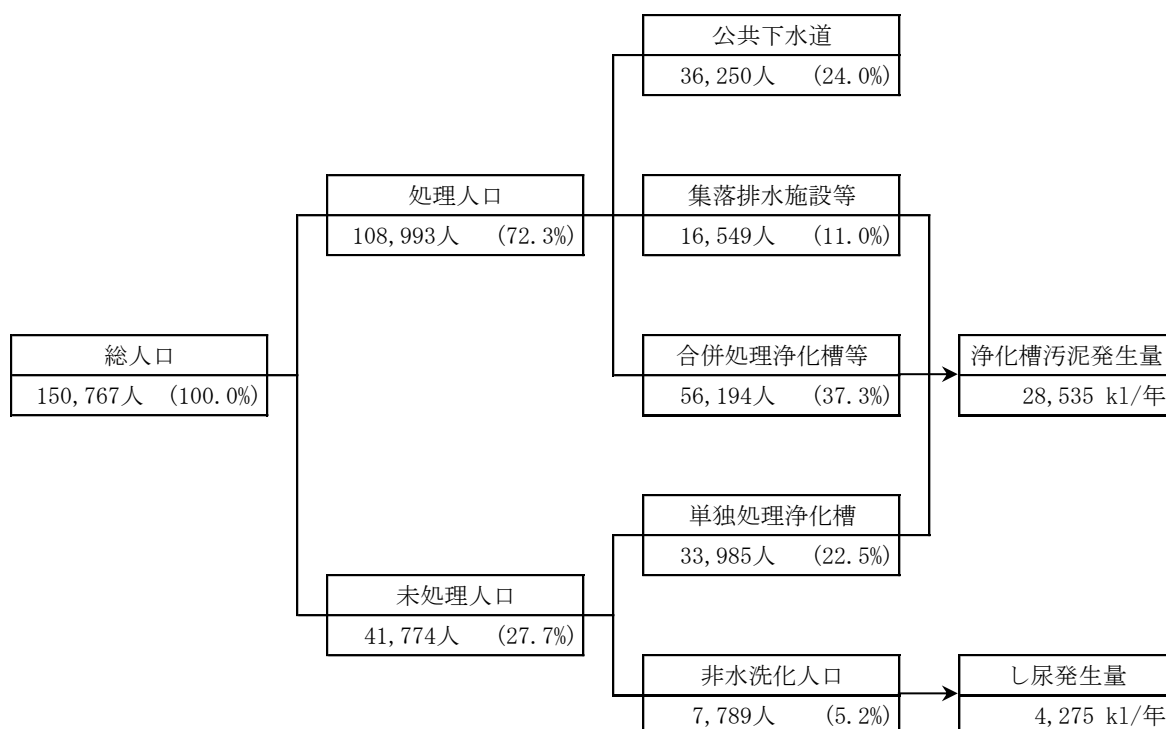 公共下水道
36,250人 (24.0%)
処理人口
108,993人 (72.3%)
集落排水施設等
16,549人 (11.0%)
総人口
150,767人 (100.0%)
合併処理浄化槽等
56,194人 (37.3%)
浄化槽汚泥発生量
28,535 kl/年
単独処理浄化槽
33,985人 (22.5%)
未処理人口
41,774人 (27.7%)
非水洗化人口
7,789人 (5.2%)
し尿発生量
4,275 kl/年